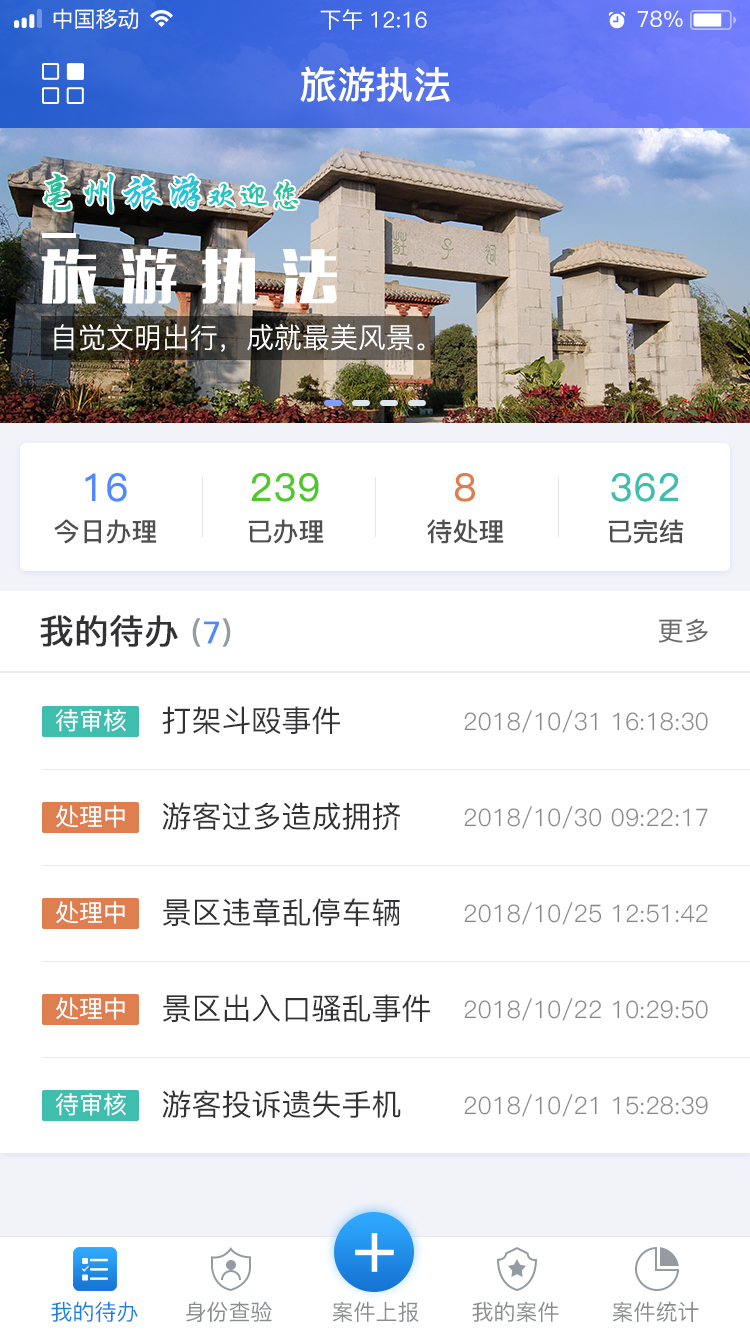 中国移动 下午 12:16 78%
旅游执法
亳州旅游欢迎您
莊子祠
旅游执法
自觉文明出行，成就最美风景。
16 239 8 362
今日办理 已办理 待处理 已完结
我的待办 (7) 更多
待审核 打架斗殴事件 2018/10/31 16:18:30
处理中 游客过多造成拥挤 2018/10/30 09:22:17
处理中 景区违章乱停车辆 2018/10/25 12:51:42
处理中 景区出入口骚乱事件 2018/10/22 10:29:50
待审核 游客投诉遗失手机 2018/10/21 15:28:39
我的待办 身份查验 案件上报 我的案件 案件统计